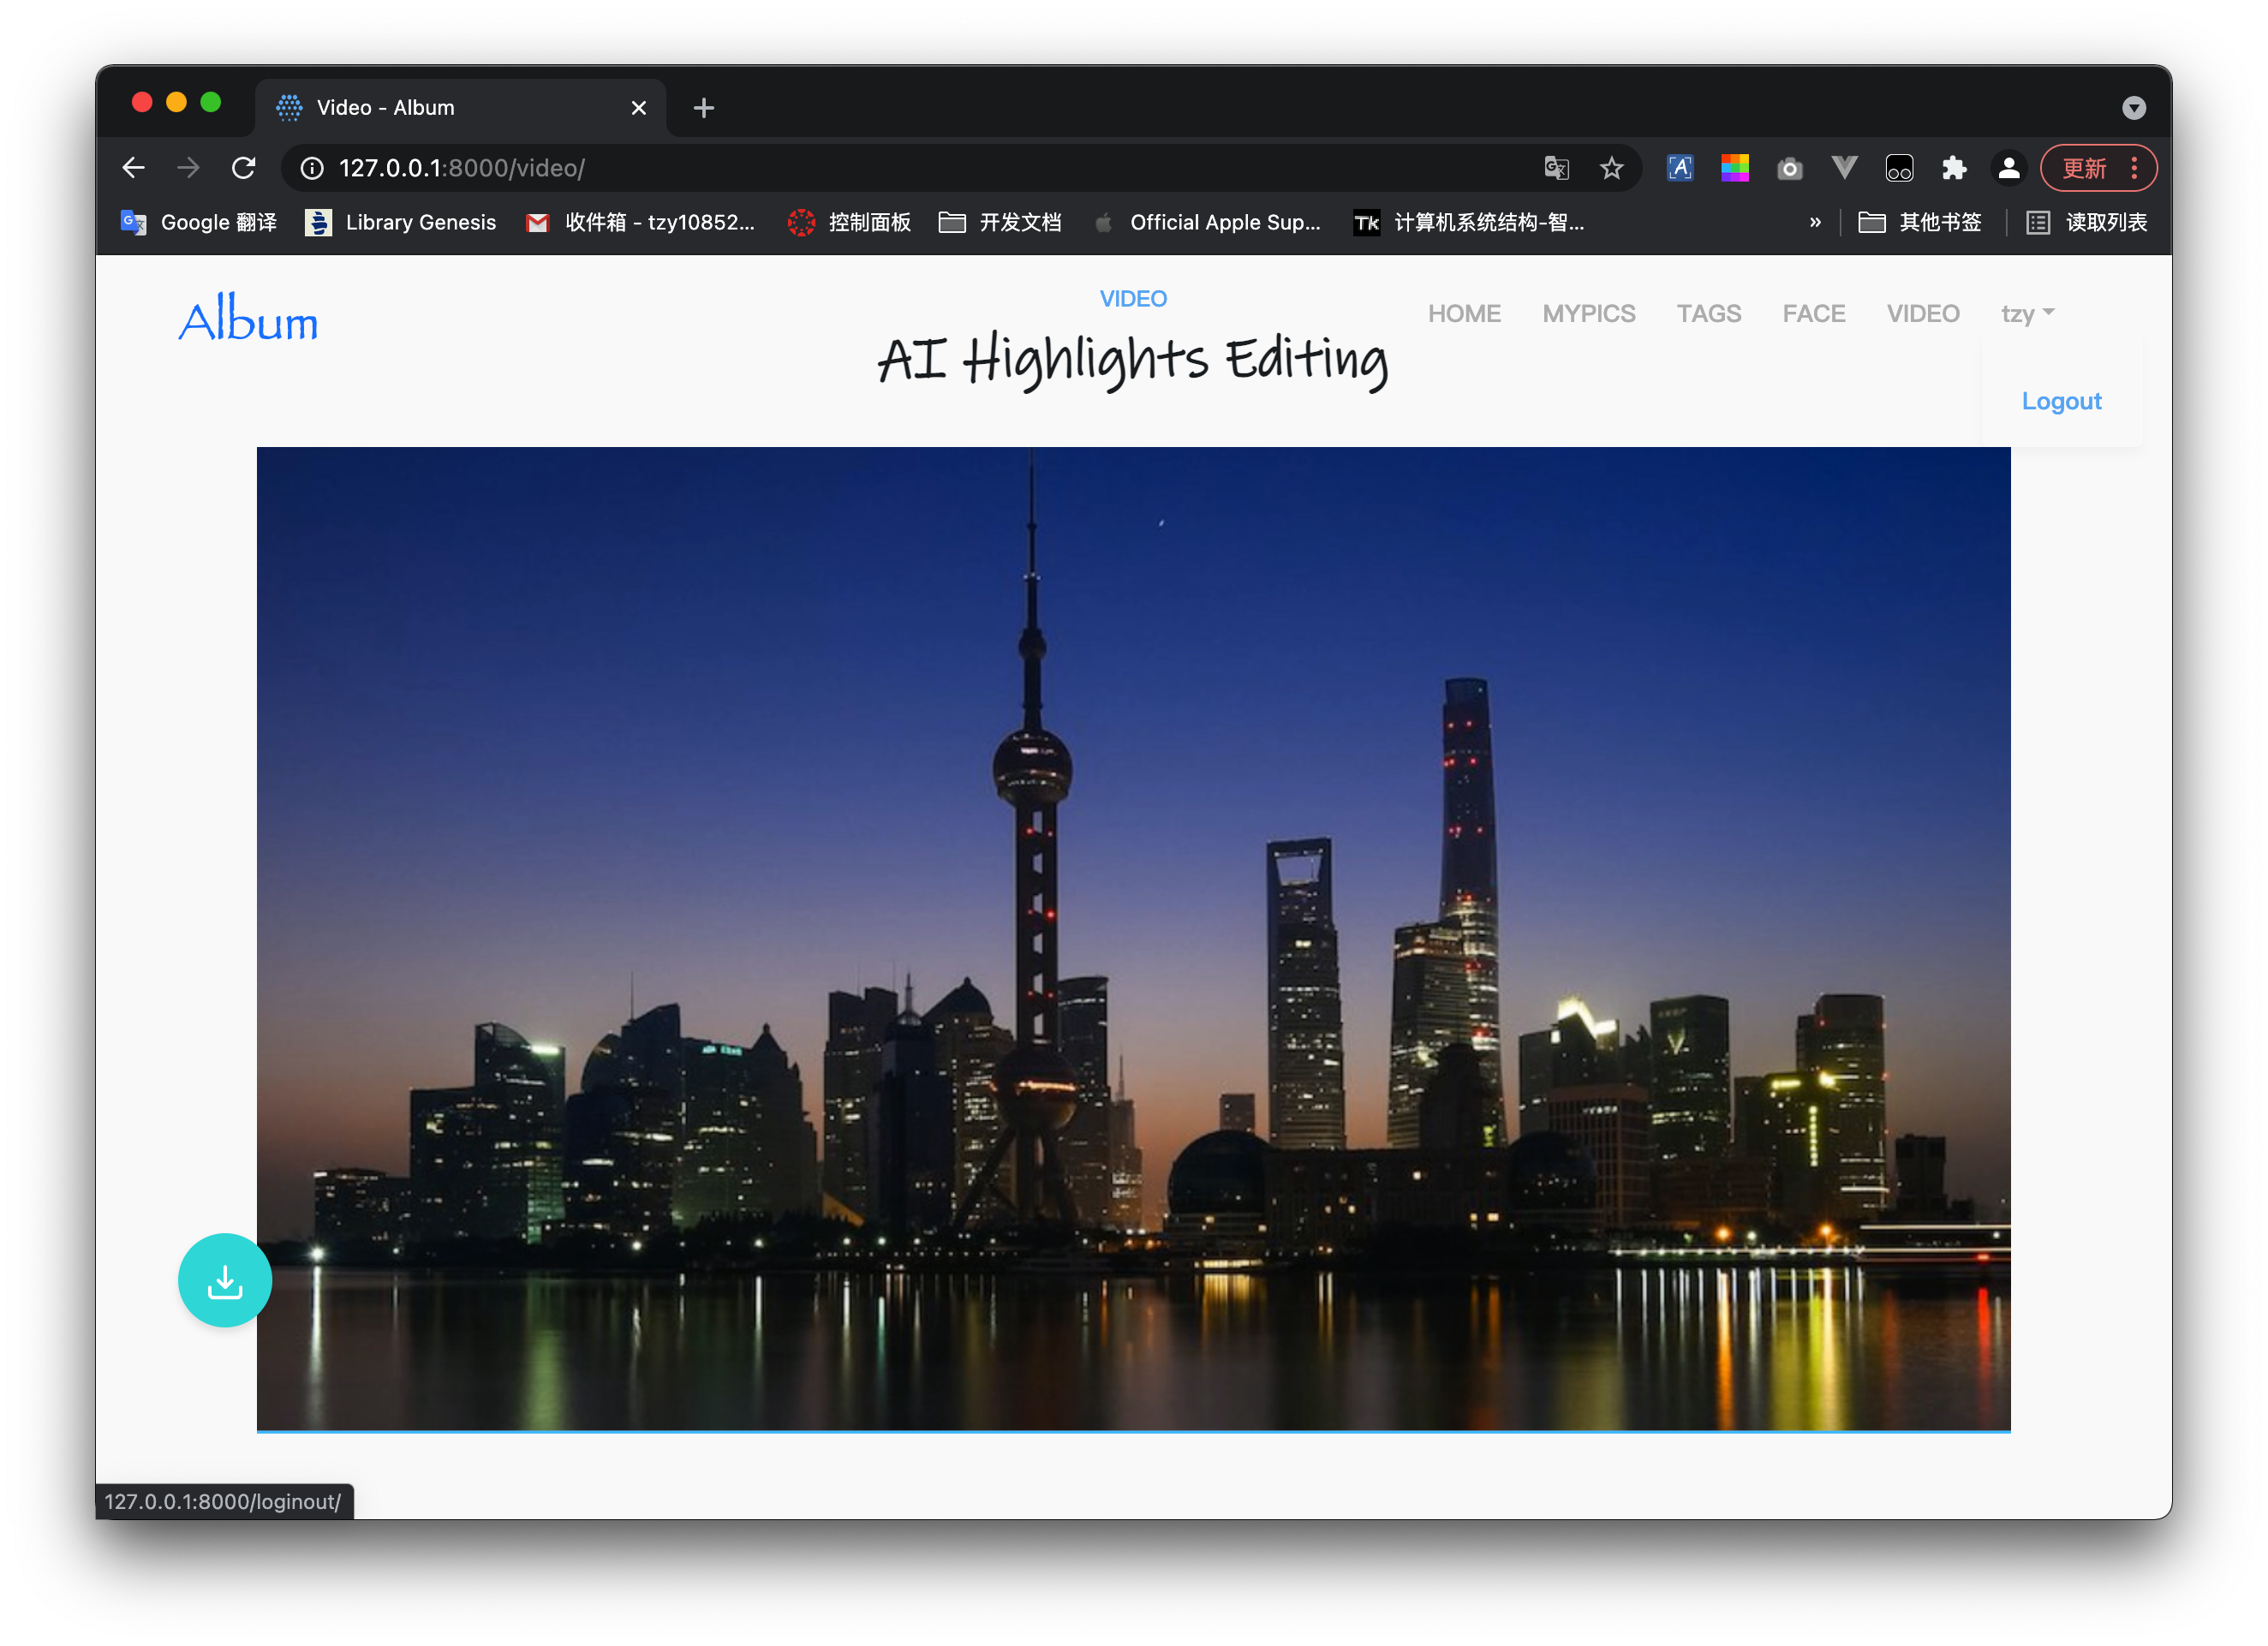 Video - Album
127.0.0.1:8000/video/
更新
Google 翻译
Library Genesis
收件箱 - tzy10852...
控制面板
开发文档
Official Apple Sup...
Tk
计算机系统结构-智...
»
其他书签
读取列表
Album
VIDEO
AI Highlights Editing
HOME
MYPICS
TAGS
FACE
VIDEO
tzy
Logout
127.0.0.1:8000/loginout/